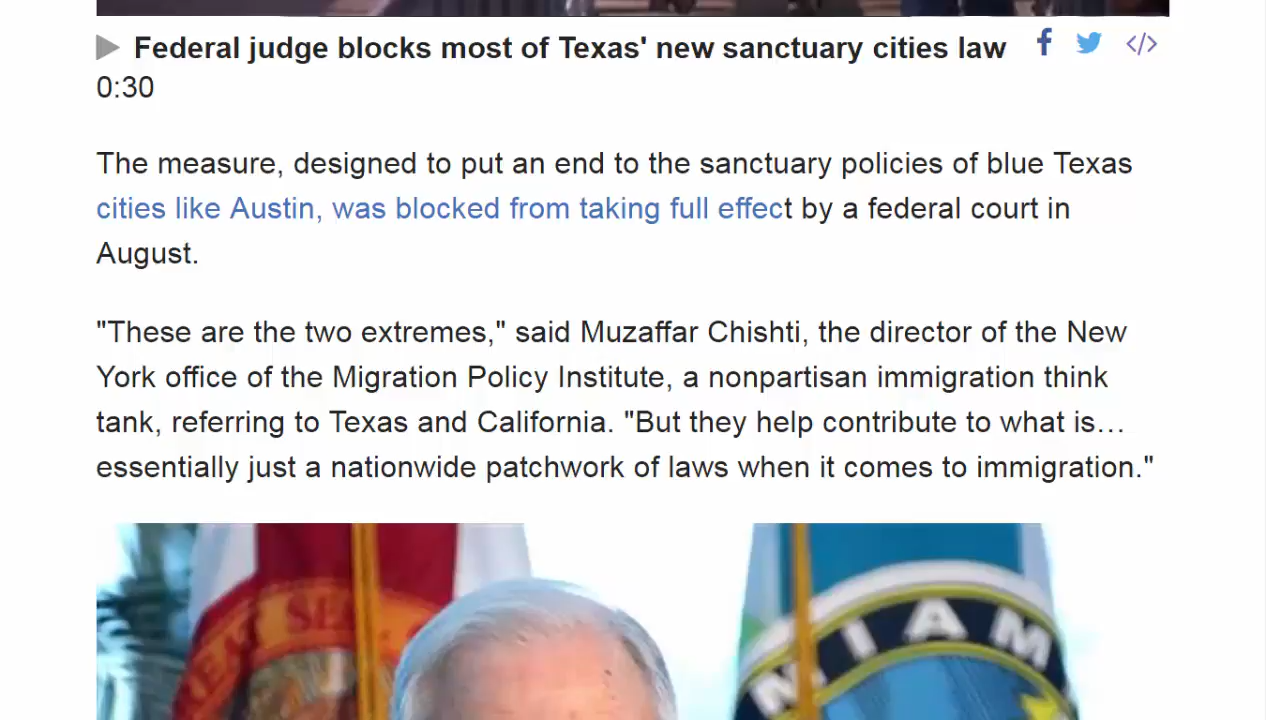 Federal judge blocks most of Texas' new sanctuary cities law
0:30
The measure, designed to put an end to the sanctuary policies of blue Texas
cities like Austin, was blocked from taking full effect by a federal court in
August.
"These are the two extremes," said Muzaffar Chishti, the director of the New
York office of the Migration Policy Institute, a nonpartisan immigration think
tank, referring to Texas and California. "But they help contribute to what is…
essentially just a nationwide patchwork of laws when it comes to immigration."